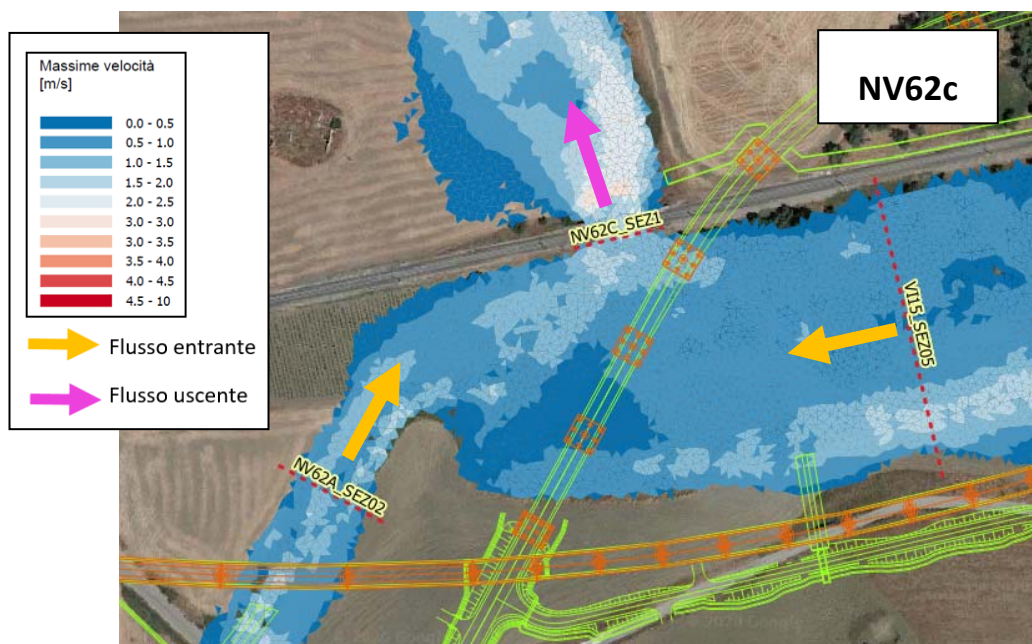 Massime velocità
[m/s]
0.0 - 0.5
0.5 - 1.0
1.0 - 1.5
1.5 - 2.0
2.0 - 2.5
3.0 - 3.0
3.0 - 3.5
3.5 - 4.0
4.0 - 4.5
4.5 - 10
Flusso entrante
Flusso uscente
NV62c
NV62C_SEZ1
VI15_SEZ05
NV62A_SEZ02
© 2020 Google